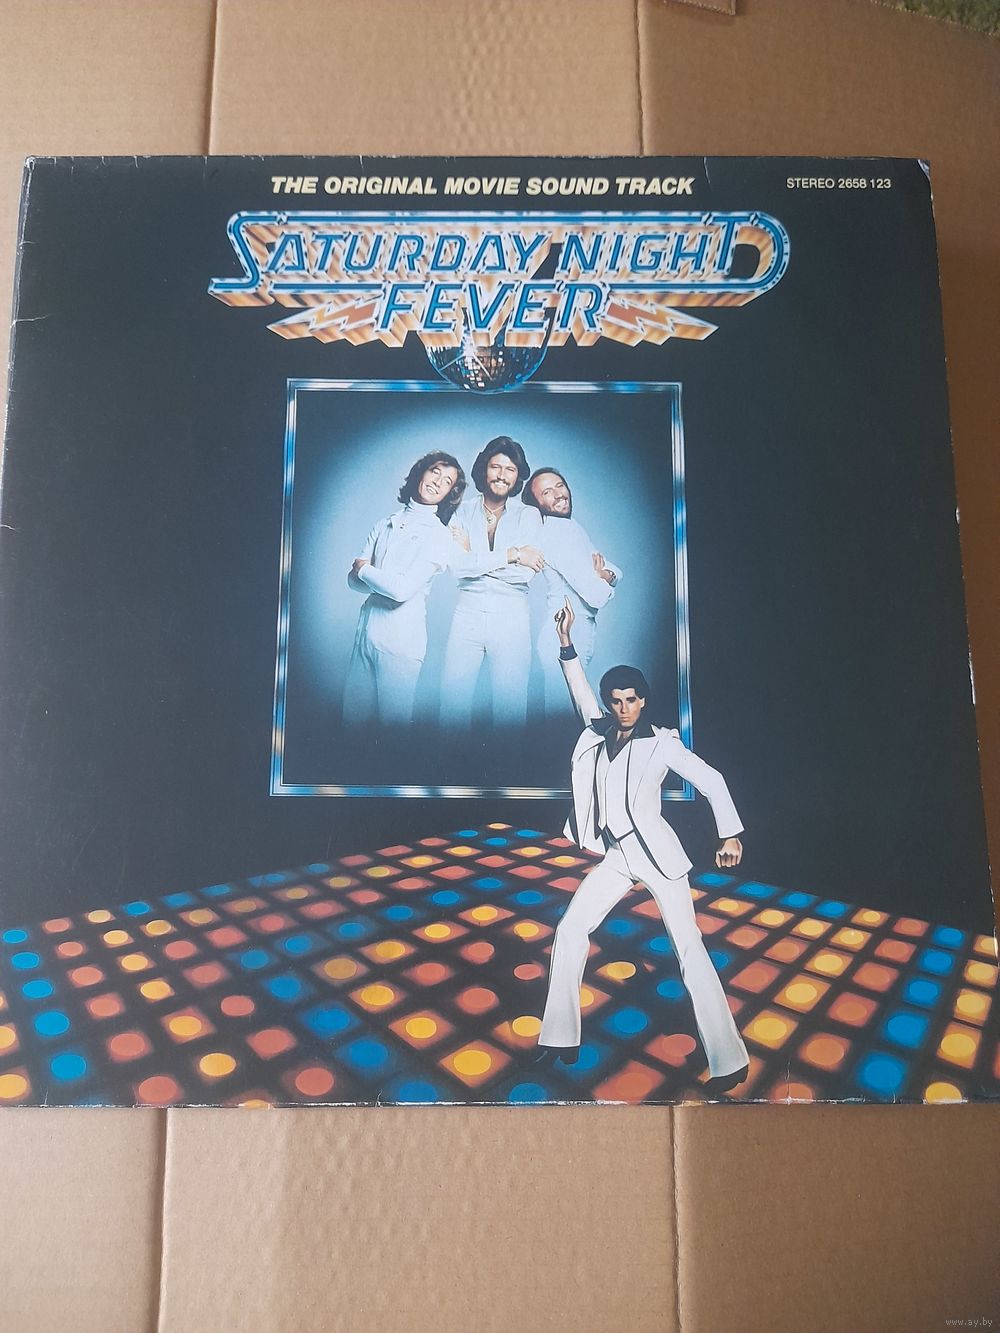 THE ORIGINAL MOVIE SOUND TRACK
STEREO 2658 123
SATURDAY NIGHT
FEVER
www.ay.by